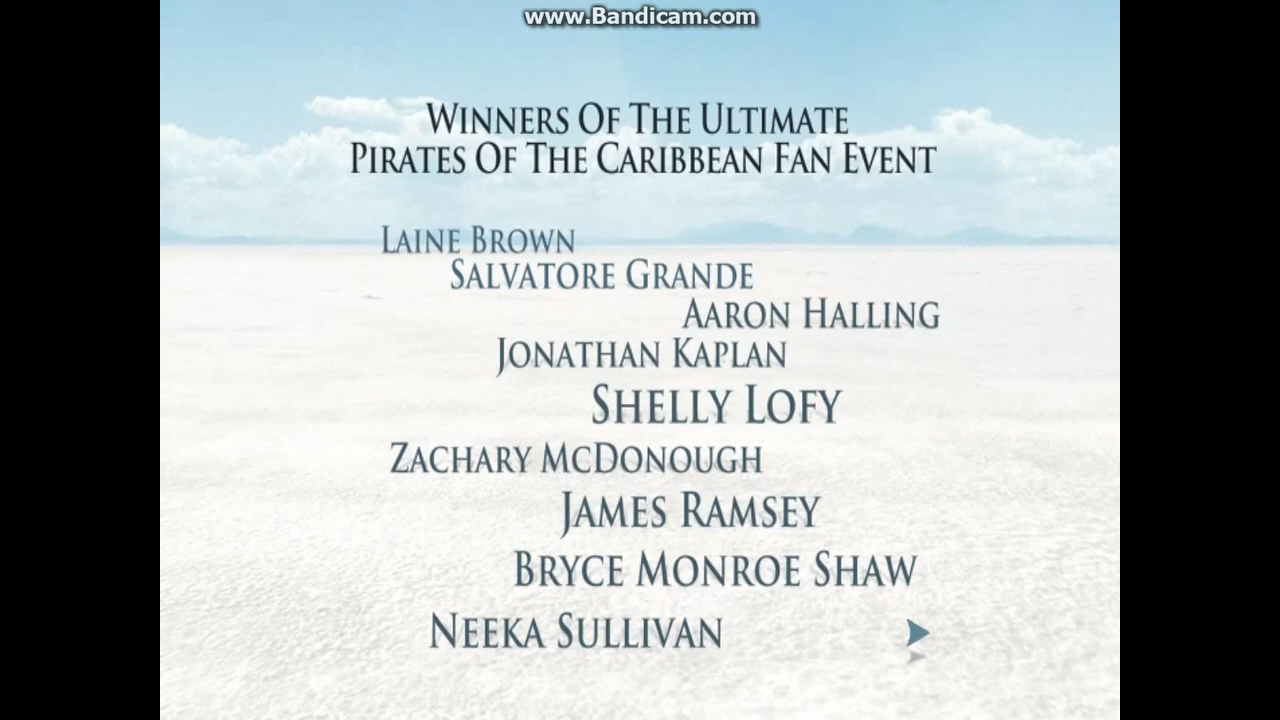 www.Bandicam.com
Winners Of The Ultimate
Pirates Of The Caribbean Fan Event
Laine Brown
Salvatore Grande
Aaron Halling
Jonathan Kaplan
Shelly Lofy
Zachary McDonough
James Ramsey
Bryce Monroe Shaw
Neeka Sullivan